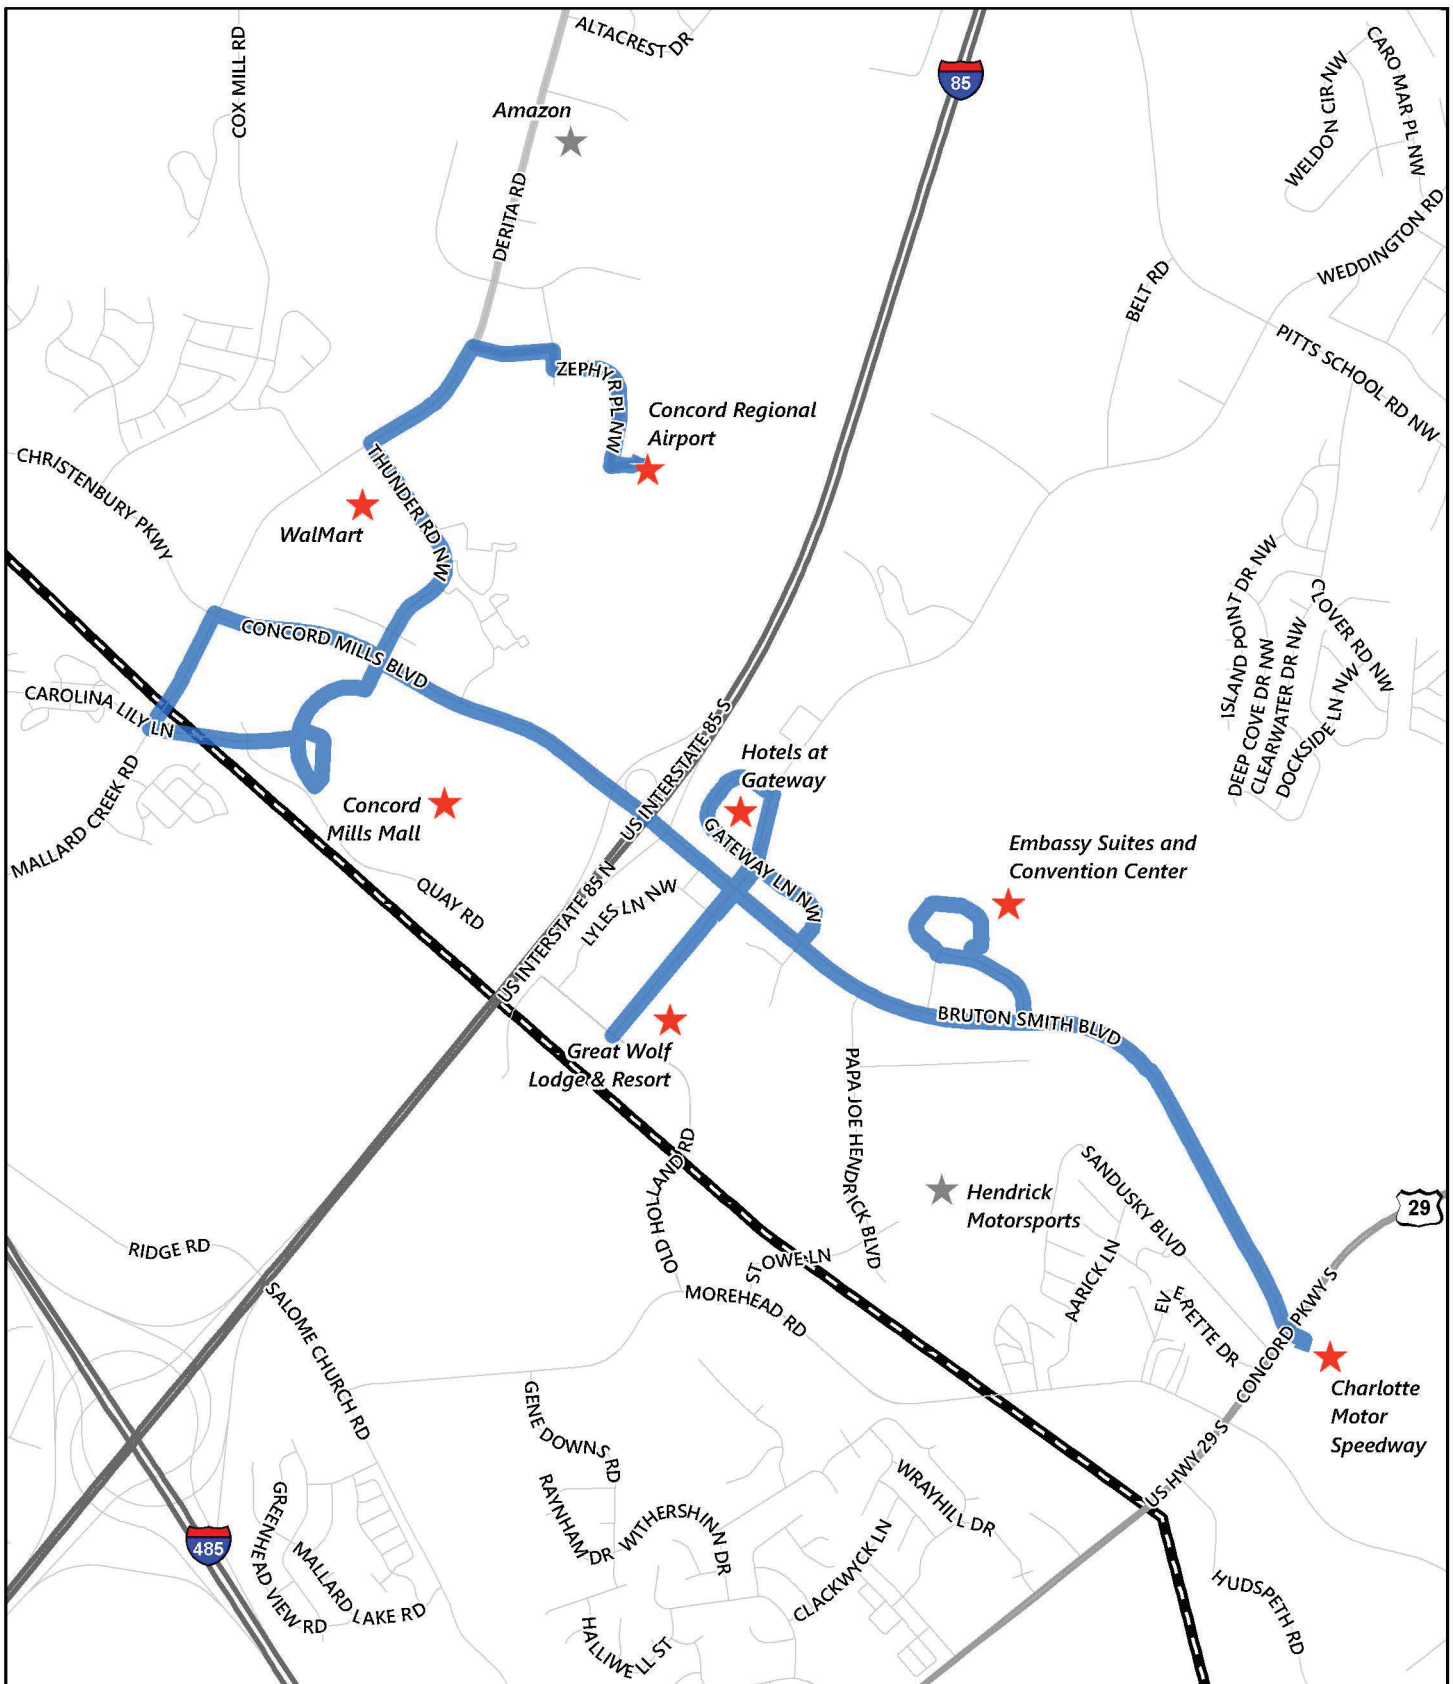 COX MILL RD
ALTACREST DR
85
CARO MAR PL NW
WELDON CIR NW
Amazon
DERITA RD
WEDDINGTON RD
BELT RD
PITTS SCHOOL RD NW
ZEPHYR PL NW
Concord Regional
Airport
CHRISTENBURY PKWY
THUNDER RD NW
WalMart
ISLAND POINT DR NW
CLOVER RD NW
DEEP COVE DR NW
CLEARWATER DR NW
DOCKSIDE LN NW
CONCORD MILLS BLVD
CAROLINA LILY LN
US INTERSTATE 85 S
MALLARD CREEK RD
Hotels at
Gateway
Concord
Mills Mall
GATEWAY LN NW
Embassy Suites and
Convention Center
QUAY RD
LYLES LN NW
US INTERSTATE 85 N
BRUTON SMITH BLVD
Great Wolf
Lodge & Resort
PAPA JOE HENDRICK BLVD
OLD HOLLAND RD
SANDUSKY BLVD
Hendrick
Motorsports
29
RIDGE RD
STOWE LN
AARICK LN
EVERETTE DR
MOREHEAD RD
SALOME CHURCH RD
CONCORD PKWY S
Charlotte
Motor
Speedway
GENE DOWNS RD
US HWY 29 S
WRAYHILL DR
RAYNHAM DR
WITHERSHINN DR
GREENHEAD VIEW RD
485
MALLARD LAKE RD
CLACKWYCK LN
HUDSPETH RD
HALLIWELL ST